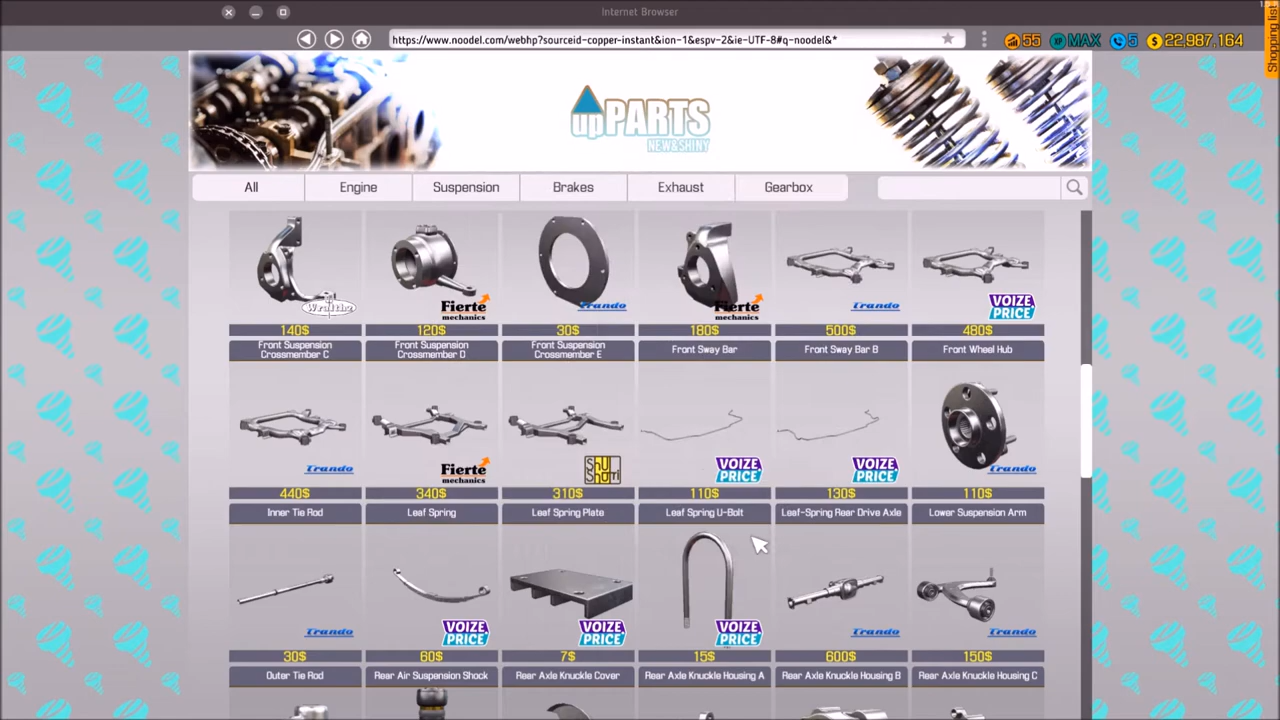 Internet Browser
Shopping list
https://www.noodel.com/webhp?sourceid-copper-instant&ion-1&espv-2&ie-UTF-8#q-noodel&*
55 XP MAX 5 $ 22,987,164
upPARTS
NEW&SHINY
All Engine Suspension Brakes Exhaust Gearbox
Fierte mechanics Trando Fierte mechanics Trando VOIZE PRICE
140$ 120$ 30$ 180$ 500$ 480$
Front Suspension Crossmember C
Front Suspension Crossmember D
Front Suspension Crossmember E
Front Sway Bar
Front Sway Bar B
Front Wheel Hub
Trando Fierte mechanics VOIZE PRICE VOIZE PRICE Trando
440$ 340$ 310$ 110$ 130$ 110$
Inner Tie Rod
Leaf Spring
Leaf Spring Plate
Leaf Spring U-Bolt
Leaf-Spring Rear Drive Axle
Lower Suspension Arm
Trando VOIZE PRICE VOIZE PRICE VOIZE PRICE Trando Trando
30$ 60$ 7$ 15$ 600$ 150$
Outer Tie Rod
Rear Air Suspension Shock
Rear Axle Knuckle Cover
Rear Axle Knuckle Housing A
Rear Axle Knuckle Housing B
Rear Axle Knuckle Housing C